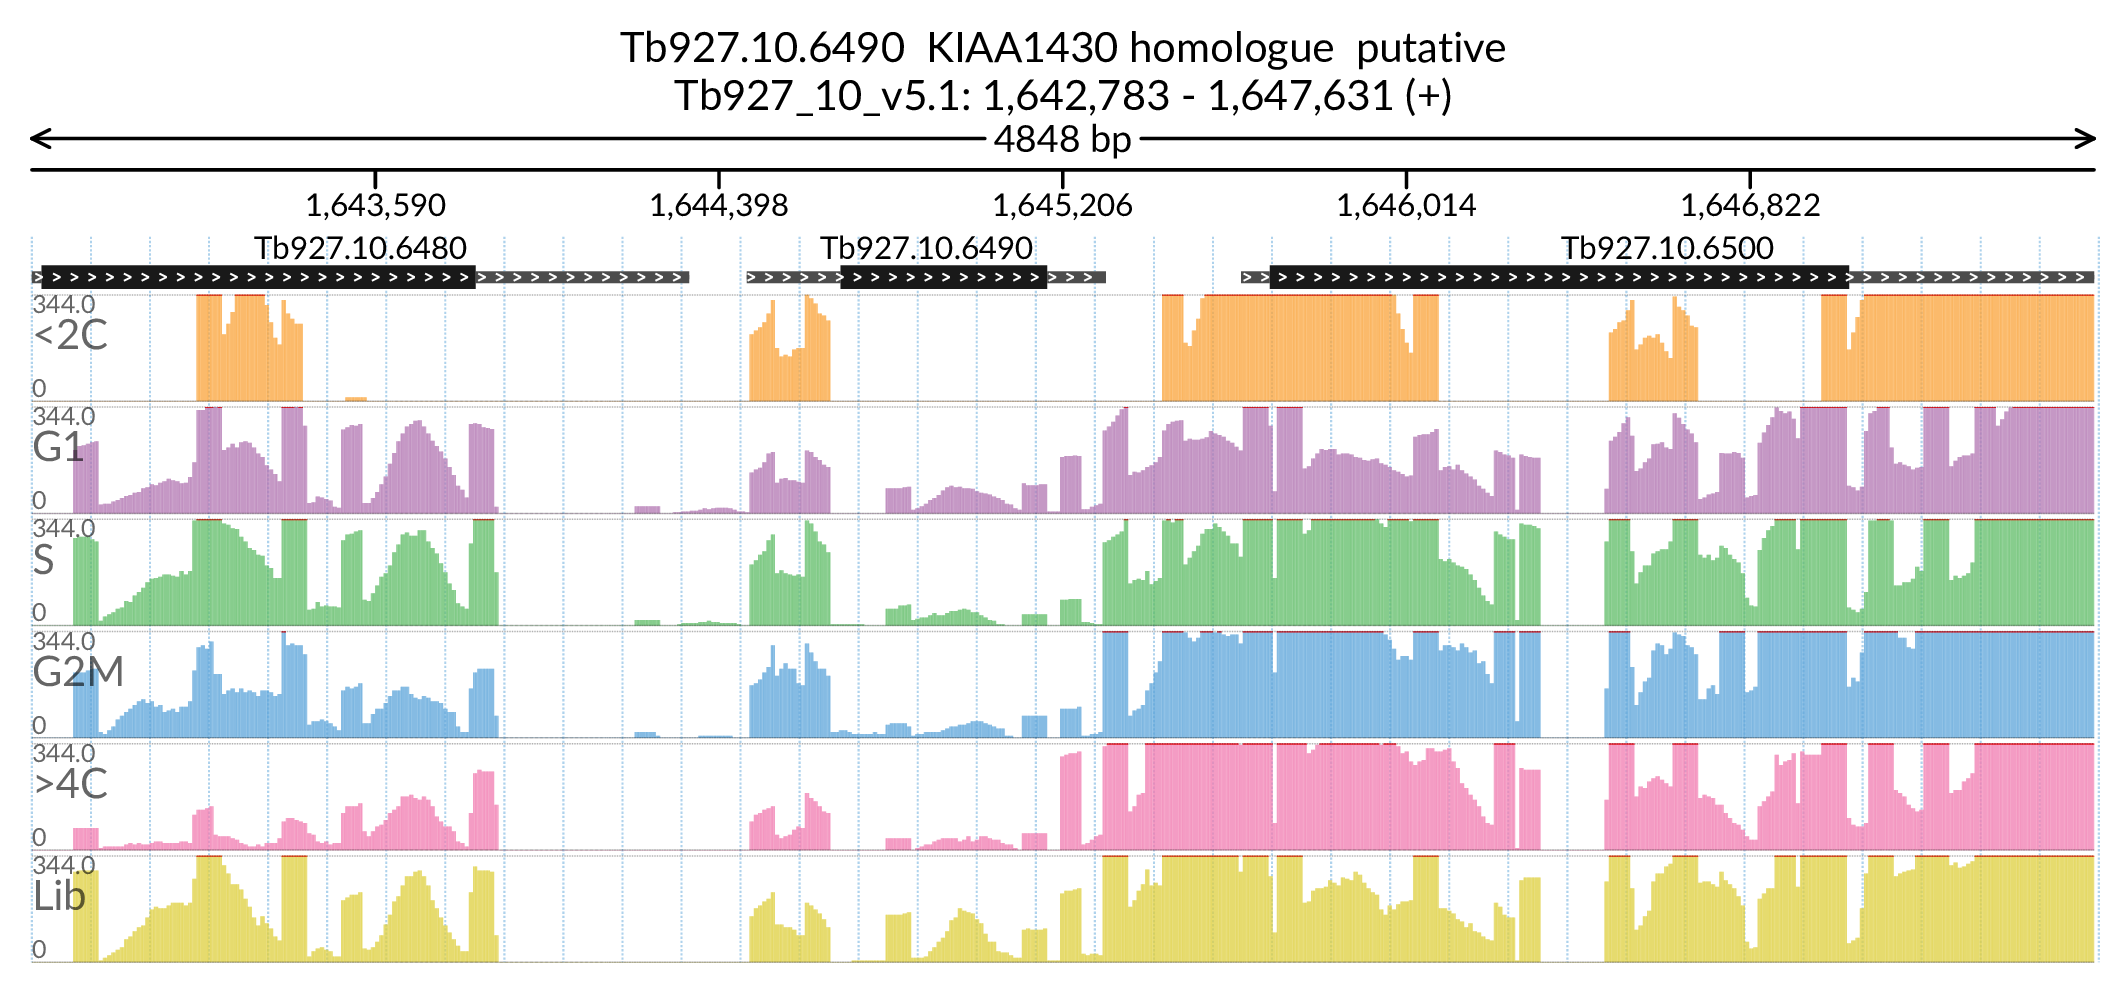 Tb927.10.6490  KIAA1430 homologue  putative
Tb927_10_v5.1: 1,642,783 - 1,647,631 (+)
4848 bp
1,643,590 1,644,398 1,645,206 1,646,014 1,646,822
Tb927.10.6480 Tb927.10.6490 Tb927.10.6500
344.0
<2C
0
344.0
G1
0
344.0
S
0
344.0
G2M
0
344.0
>4C
0
344.0
Lib
0